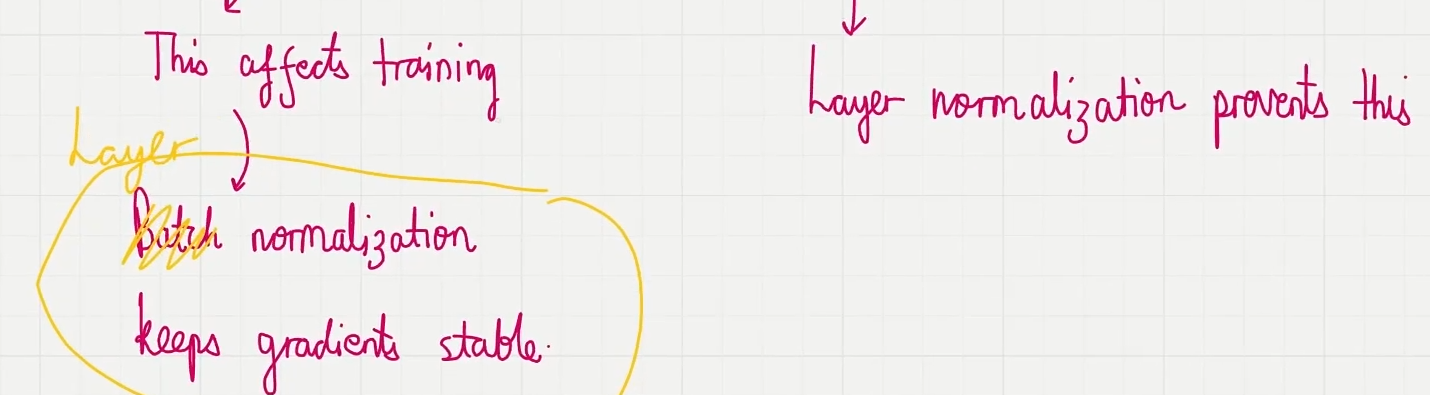 This affects training
Layer normalization prevents this
Layer
Batch normalization
keeps gradients stable.